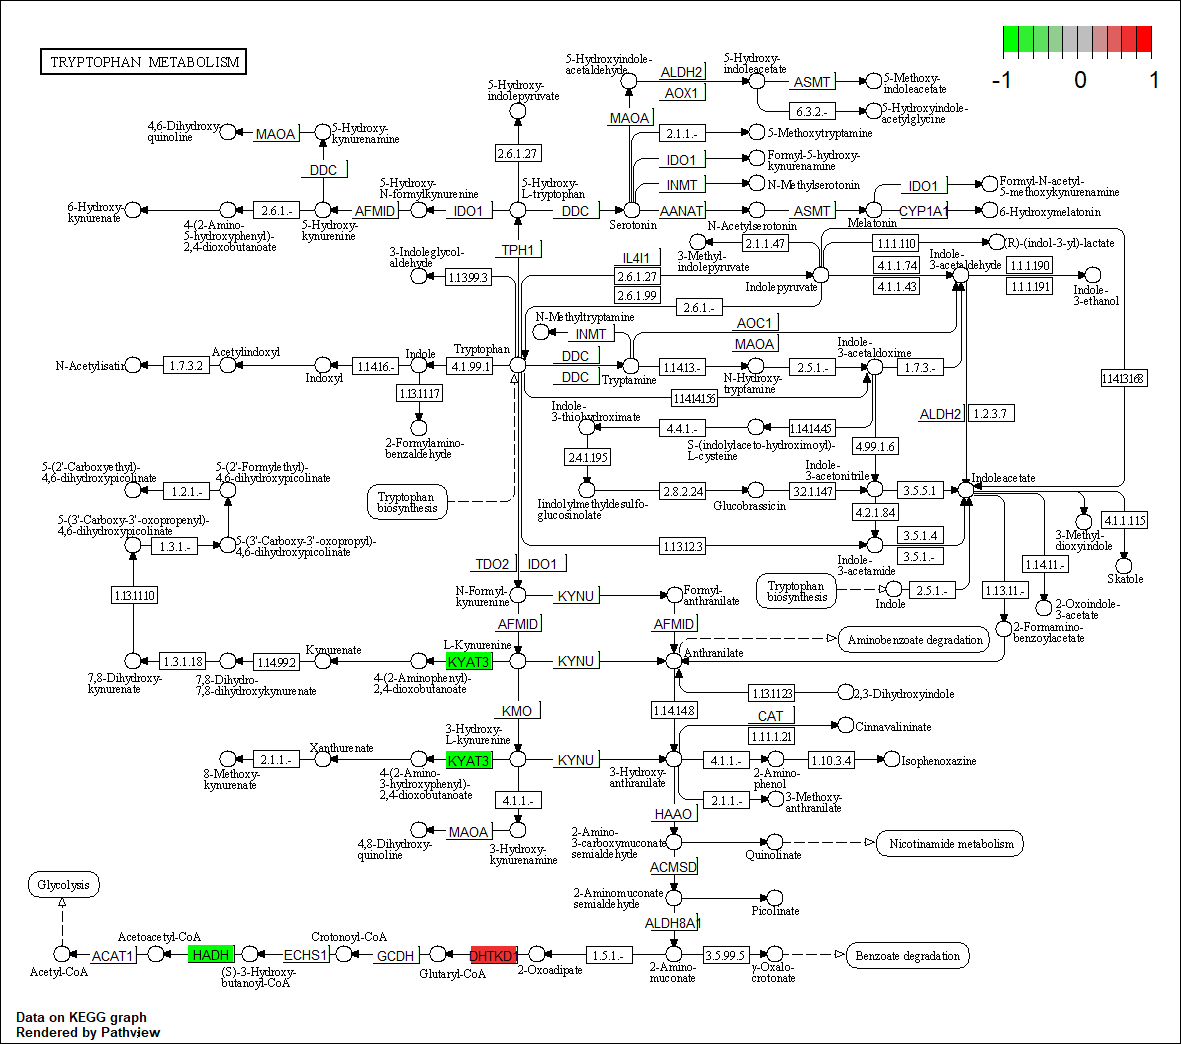 TRYPTOPHAN METABOLISM
-1 0 1
5-Hydroxyindole-
acetaldehyde
ALDH2
AOX1
5-Hydroxy-
indoleacetate
ASMT
5-Methoxy-
indoleacetate
6.3.2.-
5-Hydroxyindole-
acetylglycine
5-Hydroxy-
indolepyruvate
MAOA
2.1.1.-
5-Methoxytryptamine
4,6-Dihydroxy-
quinoline
MAOA
5-Hydroxy-
kynurenamine
2.6.1.27
IDO1
Formyl-5-hydroxy-
kynurenamine
DDC
5-Hydroxy-
N-formylkynurenine
5-Hydroxy-
L-tryptophan
INMT
N-Methylserotonin
IDO1
Formyl-N-acetyl-
5-methoxykynurenamine
6-Hydroxy-
kynurenate
2.6.1.-
4-(2-Amino-
5-hydroxyphenyl)-
2,4-dioxobutanoate
5-Hydroxy-
kynurenine
AFMID
IDO1
DDC
Serotonin
AANAT
N-Acetylserotonin
ASMT
Melatonin
CYP1A1
6-Hydroxymelatonin
3-Indoleglycol-
aldehyde
TPH1
1.13.99.3
IL4I1
2.6.1.27
2.6.1.99
3-Methyl-
indolepyruvate
2.1.1.47
1.1.1.110
(R)-(indol-3-yl)-lactate
Indolepyruvate
4.1.1.74
4.1.1.43
Indole-
3-acetaldehyde
1.1.1.190
1.1.1.191
Indole-
3-ethanol
2.6.1.-
N-Methyltryptamine
INMT
AOC1
MAOA
N-Acetylisatin
1.7.3.2
Acetylindoxyl
Indoxyl
1.14.16.-
Indole
4.1.99.1
Tryptophan
DDC
DDC
Tryptamine
1.14.13.-
N-Hydroxy-
tryptamine
2.5.1.-
Indole-
3-acetaldoxime
1.7.3.-
1.13.11.17
2-Formylamino-
benzaldehyde
1.14.14.156
1.14.13.168
Indole-
3-thiohydroximate
4.4.1.-
S-(indolylaceto-hydroximoyl)-
L-cysteine
1.14.14.45
ALDH2
1.2.3.7
2.4.1.195
4.99.1.6
5-(2'-Carboxyethyl)-
4,6-dihydroxypicolinate
5-(2'-Formylethyl)-
4,6-dihydroxypicolinate
1.2.1.-
Tryptophan
biosynthesis
Indolylmethyldesulfo-
glucosinolate
2.8.2.24
Glucobrassicin
3.2.1.147
Indole-
3-acetonitrile
3.5.5.1
Indoleacetate
4.2.1.84
4.1.1.115
5-(3'-Carboxy-3'-oxopropenyl)-
4,6-dihydroxypicolinate
1.3.1.-
5-(3'-Carboxy-3'-oxopropyl)-
4,6-dihydroxypicolinate
1.13.12.3
3.5.1.4
3.5.1.-
Indole-
3-acetamide
3-Methyl-
dioxyindole
1.14.11.-
Skatole
TDO2
IDO1
1.13.11.10
N-Formyl-
kynurenine
KYNU
Formyl-
anthranilate
Tryptophan
biosynthesis
Indole
2.5.1.-
1.13.11.-
2-Oxoindole-
3-acetate
AFMID
AFMID
2-Formamino-
benzoylacetate
Aminobenzoate degradation
7,8-Dihydroxy-
kynurenate
1.3.1.18
7,8-Dihydro-
7,8-dihydroxykynurenate
1.14.99.2
Kynurenate
4-(2-Aminophenyl)-
2,4-dioxobutanoate
KYAT3
L-Kynurenine
KYNU
Anthranilate
1.13.11.23
2,3-Dihydroxyindole
KMO
1.14.14.8
CAT
1.11.1.21
Cinnavalininate
8-Methoxy-
kynurenate
2.1.1.-
Xanthurenate
4-(2-Amino-
3-hydroxyphenyl)-
2,4-dioxobutanoate
KYAT3
3-Hydroxy-
L-kynurenine
KYNU
3-Hydroxy-
anthranilate
4.1.1.-
2-Amino-
phenol
1.10.3.4
Isophenoxazine
4.1.1.-
2.1.1.-
3-Methoxy-
anthranilate
HAAO
4,8-Dihydroxy-
quinoline
MAOA
3-Hydroxy-
kynurenamine
2-Amino-
3-carboxymuconate
semialdehyde
Quinolinate
Nicotinamide metabolism
ACMSD
Glycolysis
2-Aminomuconate
semialdehyde
Picolinate
ALDH8A1
Acetyl-CoA
ACAT1
Acetoacetyl-CoA
HADH
(S)-3-Hydroxy-
butanoyl-CoA
ECHS1
Crotonoyl-CoA
GCDH
Glutaryl-CoA
DHTKD1
2-Oxoadipate
1.5.1.-
2-Amino-
muconate
3.5.99.5
γ-Oxalo-
crotonate
Benzoate degradation
Data on KEGG graph
Rendered by Pathview